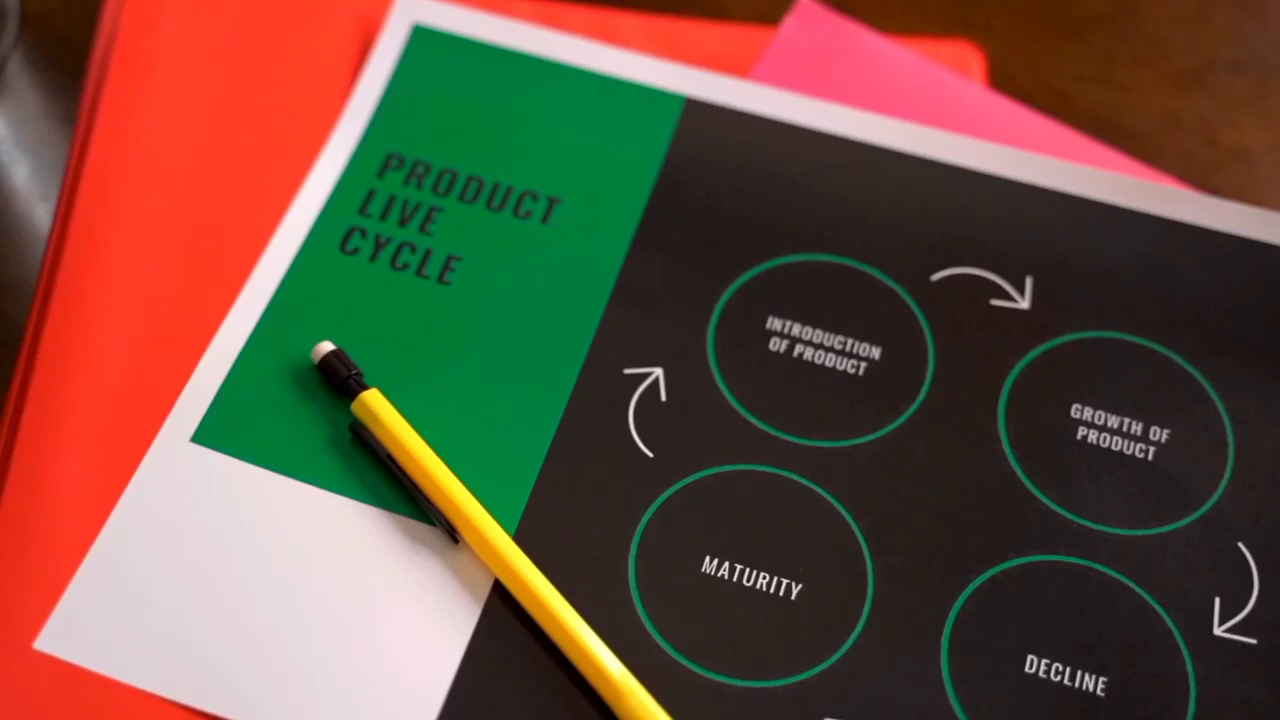 PRODUCT
LIVE
CYCLE
INTRODUCTION
OF PRODUCT
GROWTH OF
PRODUCT
MATURITY
DECLINE